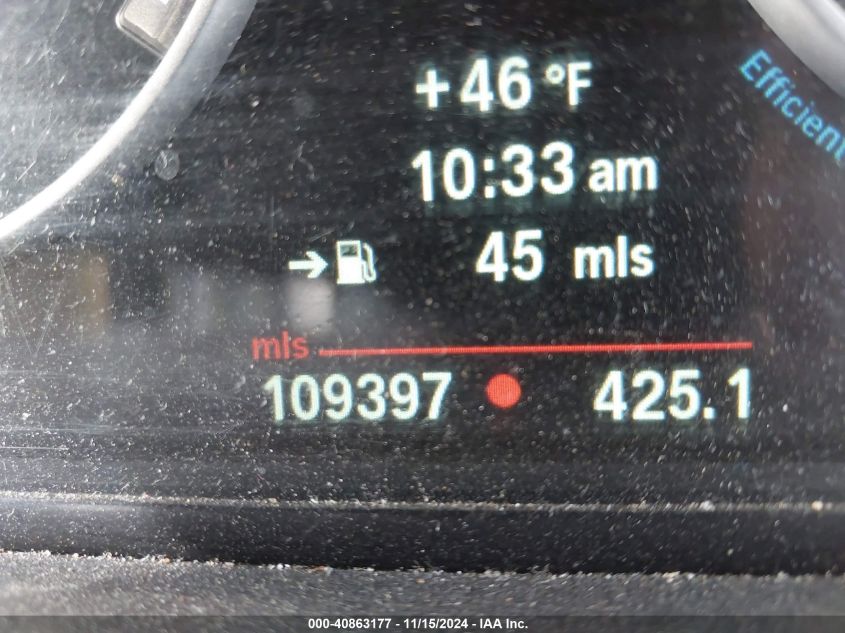 +46 °F
Efficient
10:33 am
➔ 45 mls
mls
109397 ● 425.1
000-40863177 - 11/15/2024 - IAA Inc.